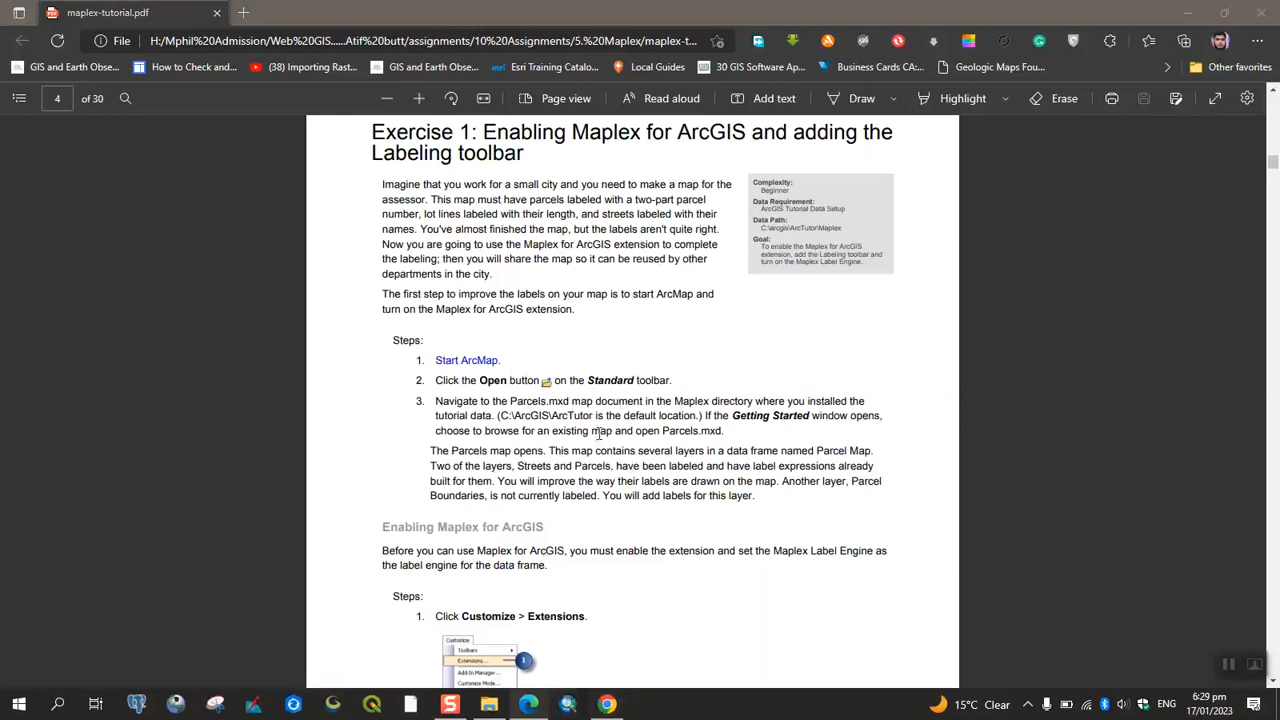 maplex-tutorial.pdf
File
H:/Mphil%20Admission/Web%20GIS......Atif%20butt/assignments/10%20Assignments/5.%20Maplex/maplex-t...
GIS and Earth Obse...
How to Check and...
(38) Importing Rast...
GIS and Earth Obse...
Esri Training Catalo...
Local Guides
30 GIS Software Ap...
Business Cards CA:...
Geologic Maps Fou...
Other favorites
4 of 30
Page view
Read aloud
Add text
Draw
Highlight
Erase
Exercise 1: Enabling Maplex for ArcGIS and adding the
Labeling toolbar
Imagine that you work for a small city and you need to make a map for the
assessor. This map must have parcels labeled with a two-part parcel
number, lot lines labeled with their length, and streets labeled with their
names. You've almost finished the map, but the labels aren't quite right.
Now you are going to use the Maplex for ArcGIS extension to complete
the labeling; then you will share the map so it can be reused by other
departments in the city.
Complexity:
Beginner
Data Requirement:
ArcGIS Tutorial Data Setup
Data Path:
C:\arcgis\ArcTutor\Maplex
Goal:
To enable the Maplex for ArcGIS
extension, add the Labeling toolbar and
turn on the Maplex Label Engine.
The first step to improve the labels on your map is to start ArcMap and
turn on the Maplex for ArcGIS extension.
Steps:
1. Start ArcMap.
2. Click the Open button on the Standard toolbar.
3. Navigate to the Parcels.mxd map document in the Maplex directory where you installed the
tutorial data. (C:\ArcGIS\ArcTutor is the default location.) If the Getting Started window opens,
choose to browse for an existing map and open Parcels.mxd.
The Parcels map opens. This map contains several layers in a data frame named Parcel Map.
Two of the layers, Streets and Parcels, have been labeled and have label expressions already
built for them. You will improve the way their labels are drawn on the map. Another layer, Parcel
Boundaries, is not currently labeled. You will add labels for this layer.
Enabling Maplex for ArcGIS
Before you can use Maplex for ArcGIS, you must enable the extension and set the Maplex Label Engine as
the label engine for the data frame.
Steps:
1. Click Customize > Extensions.
Customize
Toolbars
Extensions...
1
Add-In Manager...
Customize Mode...
15°C Clear
ENG
6:29 pm
17/01/2023